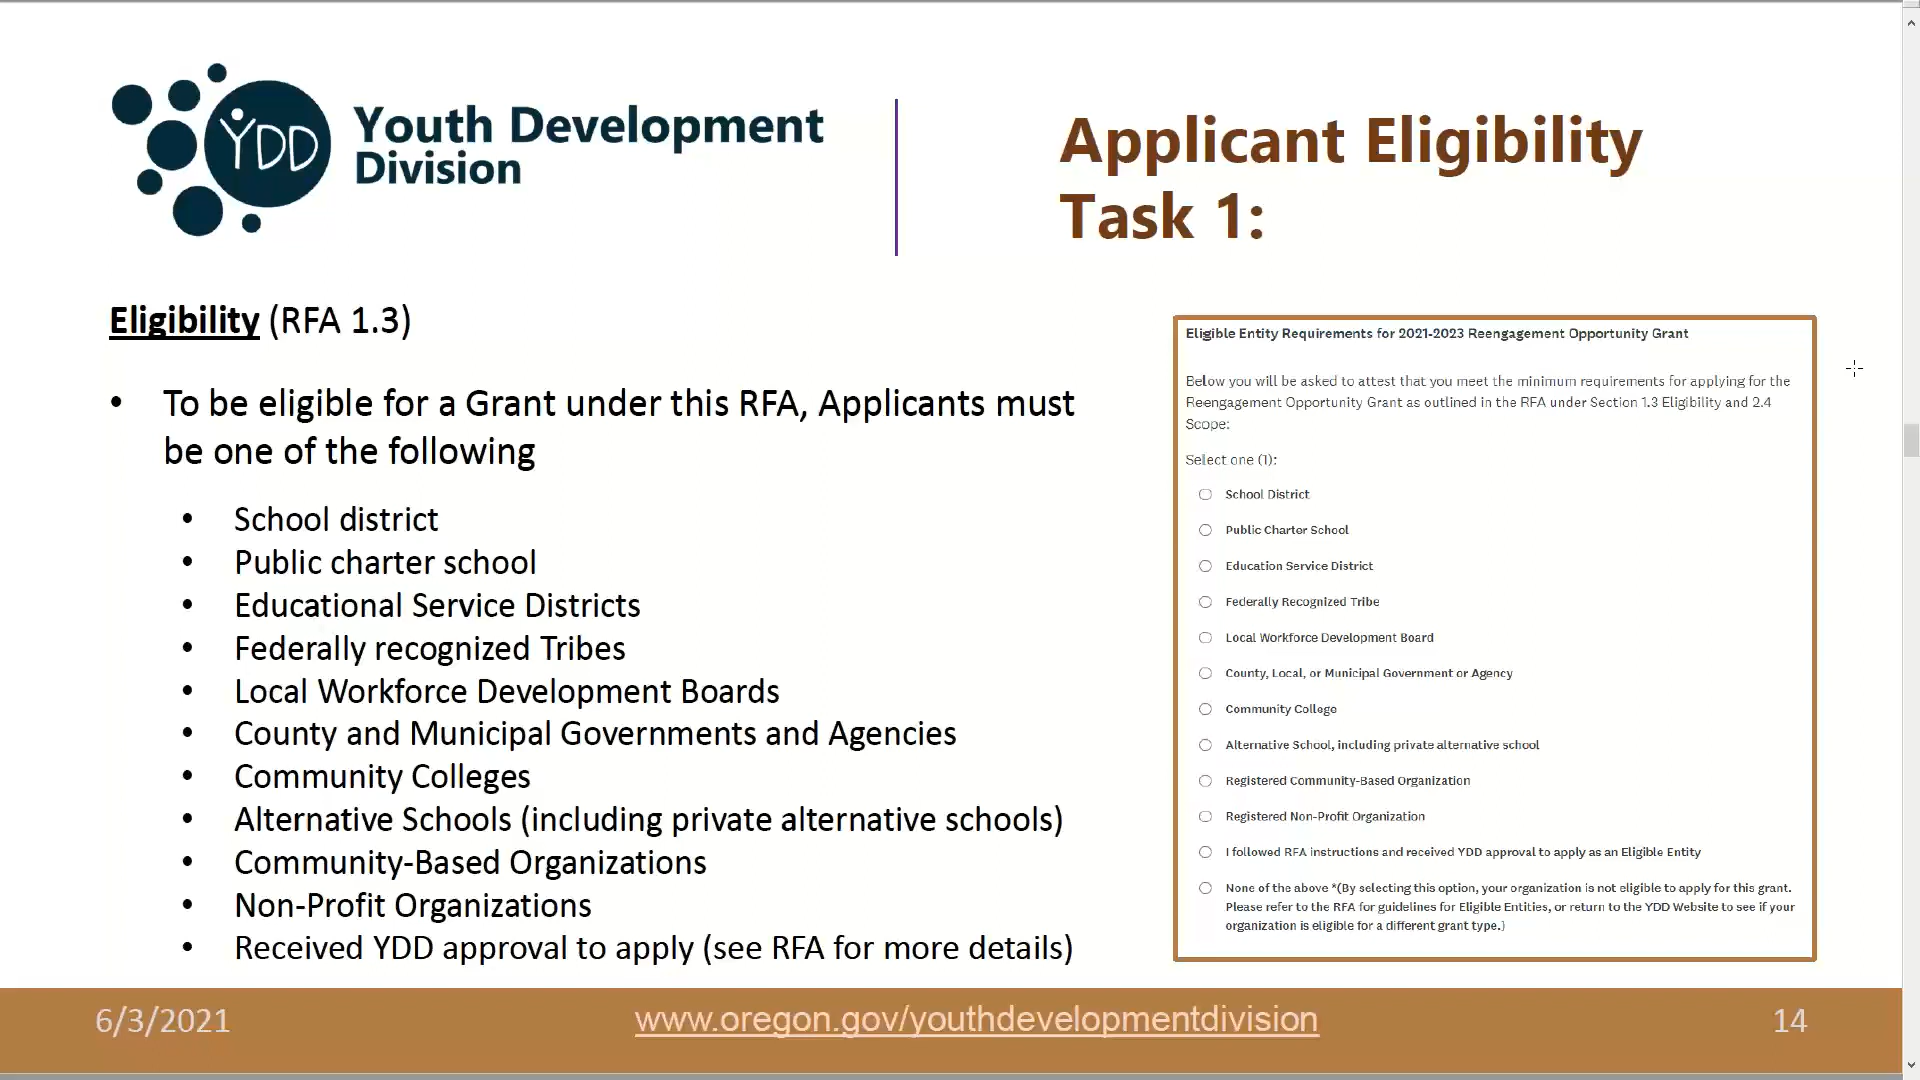 YDD
Youth Development
Division
Applicant Eligibility
Task 1:
Eligibility (RFA 1.3)
• To be eligible for a Grant under this RFA, Applicants must
be one of the following
• School district
• Public charter school
• Educational Service Districts
• Federally recognized Tribes
• Local Workforce Development Boards
• County and Municipal Governments and Agencies
• Community Colleges
• Alternative Schools (including private alternative schools)
• Community-Based Organizations
• Non-Profit Organizations
• Received YDD approval to apply (see RFA for more details)
Eligible Entity Requirements for 2021-2023 Reengagement Opportunity Grant
Below you will be asked to attest that you meet the minimum requirements for applying for the
Reengagement Opportunity Grant as outlined in the RFA under Section 1.3 Eligibility and 2.4
Scope:
Select one (1):
School District
Public Charter School
Education Service District
Federally Recognized Tribe
Local Workforce Development Board
County, Local, or Municipal Government or Agency
Community College
Alternative School, including private alternative school
Registered Community-Based Organization
Registered Non-Profit Organization
I followed RFA instructions and received YDD approval to apply as an Eligible Entity
None of the above *(By selecting this option, your organization is not eligible to apply for this grant.
Please refer to the RFA for guidelines for Eligible Entities, or return to the YDD Website to see if your
organization is eligible for a different grant type.)
6/3/2021
www.oregon.gov/youthdevelopmentdivision
14